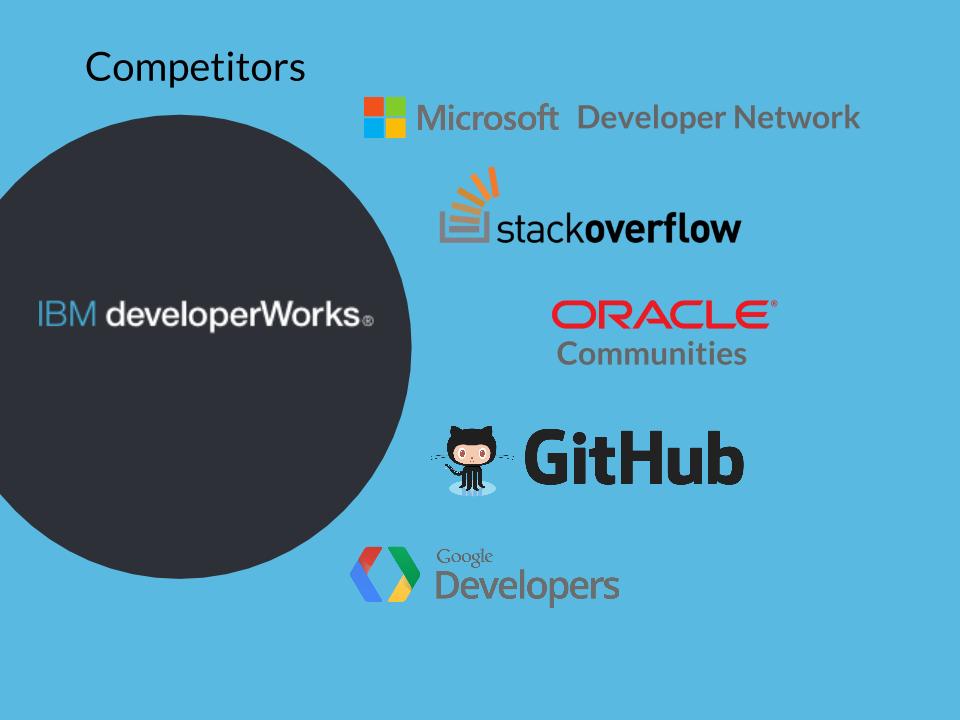 Competitors
Microsoft Developer Network
stackoverflow
IBM developerWorks®
ORACLE®
Communities
GitHub
Google
Developers